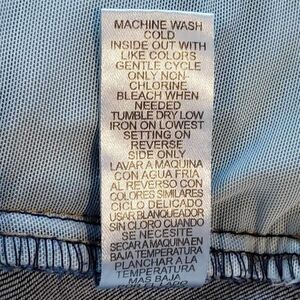 MACHINE WASH
COLD
INSIDE OUT WITH
LIKE COLORS
GENTLE CYCLE
ONLY NON-
CHLORINE
BLEACH WHEN
NEEDED
TUMBLE DRY LOW
IRON ON LOWEST
SETTING ON
REVERSE
SIDE ONLY
LAVAR A MAQUINA
CON AGUA FRIA
AL REVERSO CON
COLORES SIMILARES
CICLO DELICADO
USAR BLANQUEADOR
SIN CLORO CUANDO
SE NECESITE
SECAR A MAQUINA EN
BAJA TEMPERATURA
PLANCHAR A LA
TEMPERATURA
MAS BAJA